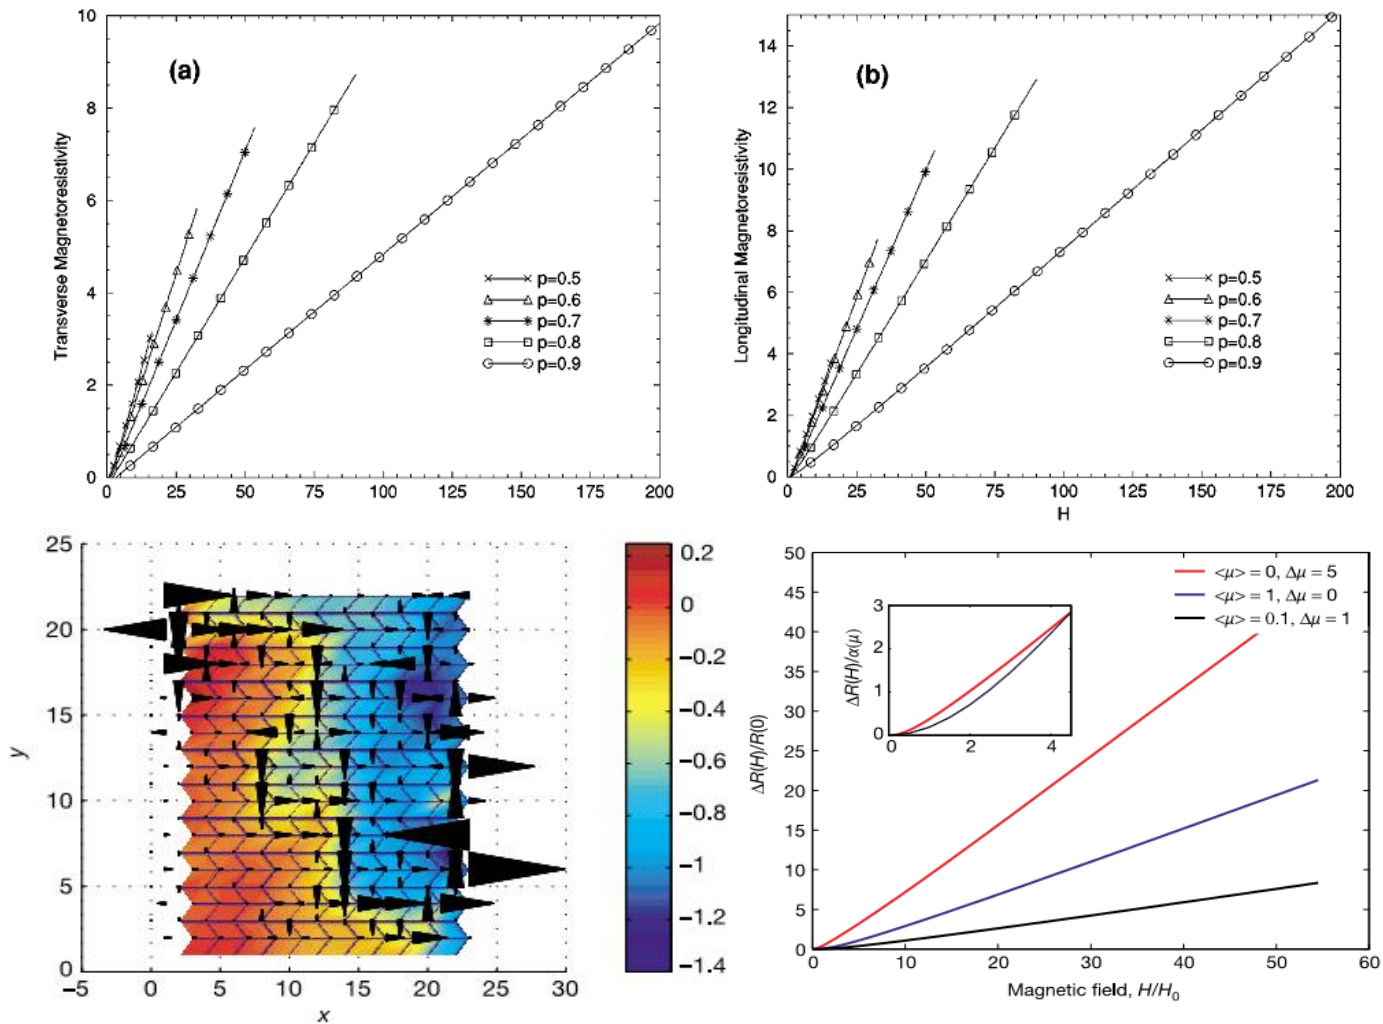 (a)
Transverse Magnetoresistivity
10
8
6
4
2
0
p=0.5
p=0.6
p=0.7
p=0.8
p=0.9
0 25 50 75 100 125 150 175 200
(b)
Longitudinal Magnetoresistivity
14
12
10
8
6
4
2
0
p=0.5
p=0.6
p=0.7
p=0.8
p=0.9
0 25 50 75 100 125 150 175 200
H
y
25
20
15
10
5
0
−5 0 5 10 15 20 25 30
x
0.2
0
−0.2
−0.4
−0.6
−0.8
−1
−1.2
−1.4
ΔR(H)/R(0)
50
45
40
35
30
25
20
15
10
5
0
<μ> = 0, Δμ = 5
<μ> = 1, Δμ = 0
<μ> = 0.1, Δμ = 1
ΔR(H)/α(μ)
3
2
1
0
0 2 4
0 10 20 30 40 50 60
Magnetic field, H/H₀